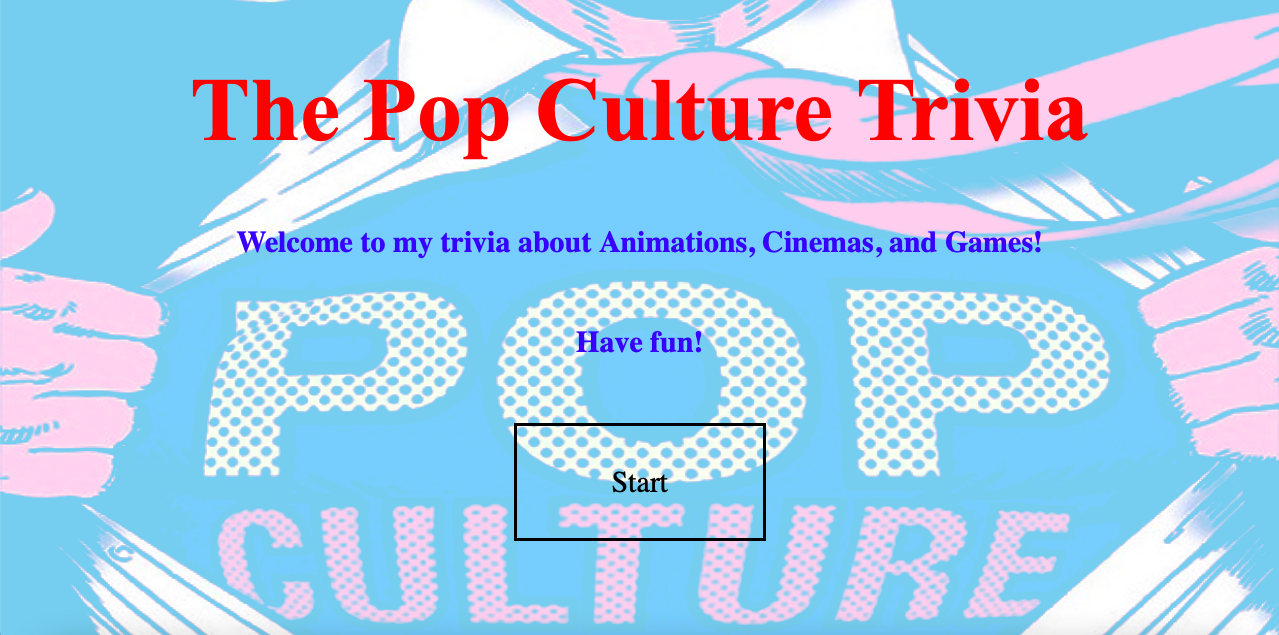 The Pop Culture Trivia
Welcome to my trivia about Animations, Cinemas, and Games!
POP
Have fun!
Start
CULTURE